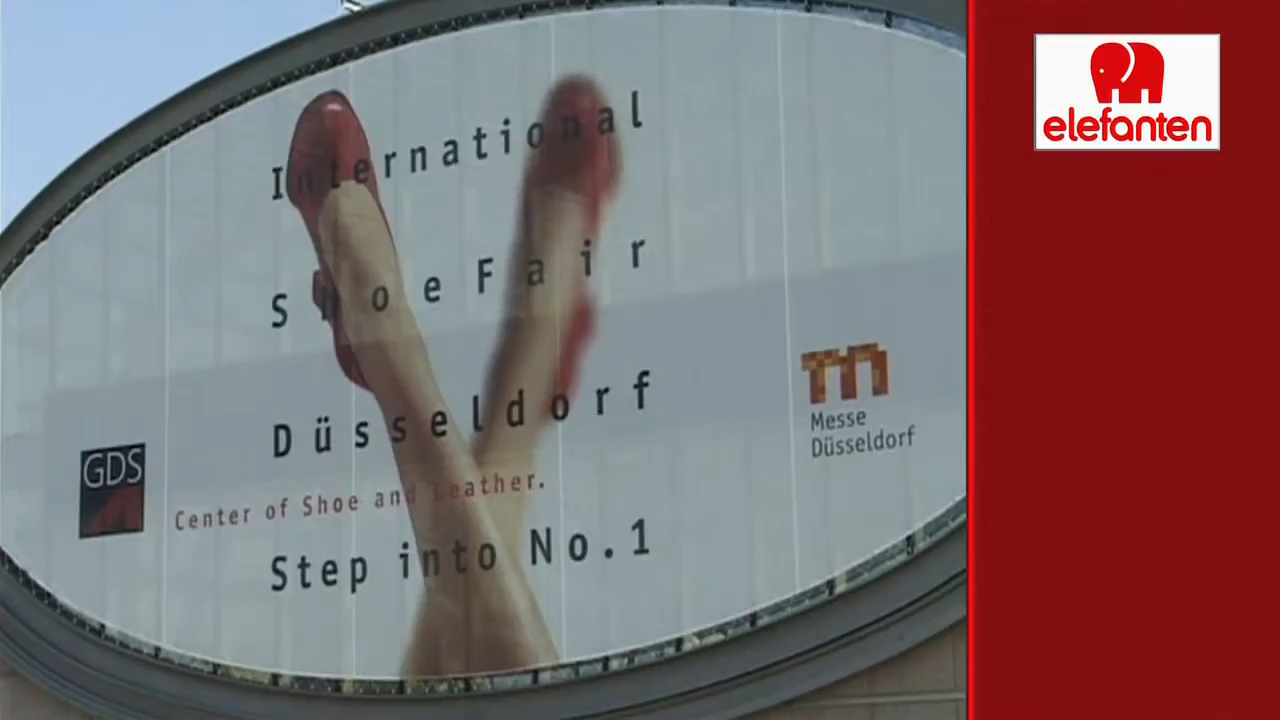 International
elefanten
ShoeFair
Düsseldorf
Messe
Düsseldorf
GDS
Center of Shoe and Leather.
Step into No.1